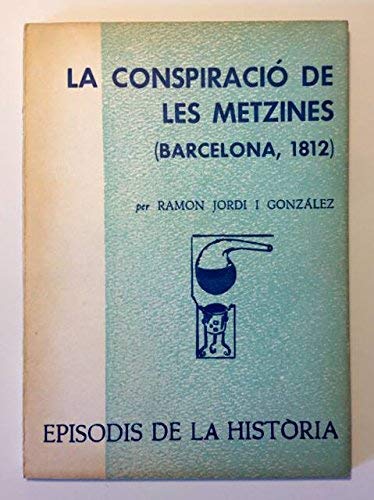 LA CONSPIRACIÓ DE
LES METZINES
(BARCELONA, 1812)
per RAMON JORDI I GONZÁLEZ
EPISODIS DE LA HISTÒRIA